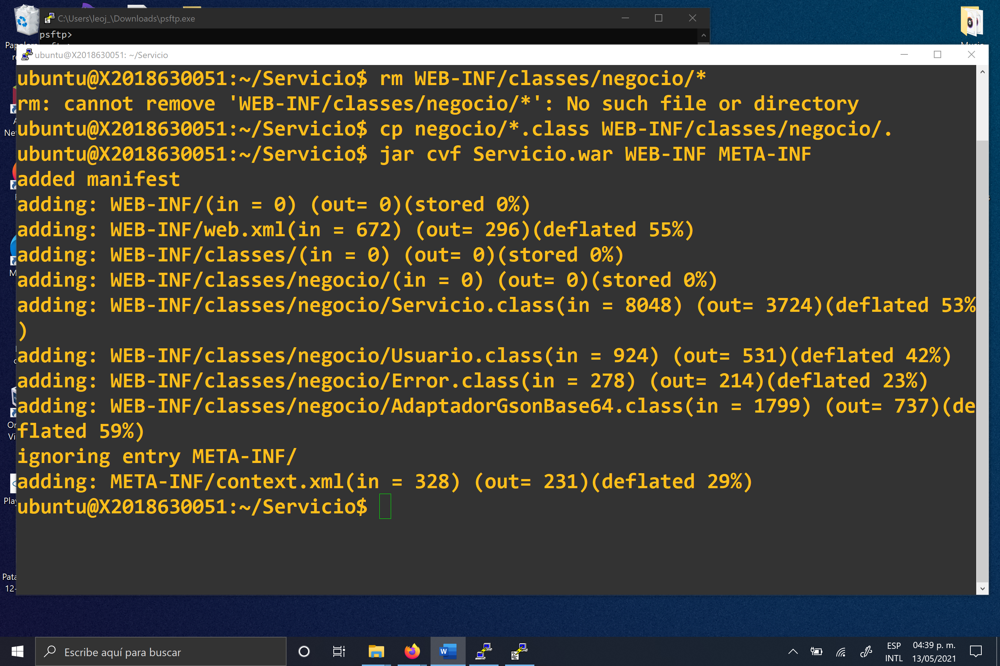 C:\Users\leoj_\Downloads\psftp.exe
psftp>
ubuntu@X2018630051: ~/Servicio
ubuntu@X2018630051:~/Servicio$ rm WEB-INF/classes/negocio/*
rm: cannot remove 'WEB-INF/classes/negocio/*': No such file or directory
ubuntu@X2018630051:~/Servicio$ cp negocio/*.class WEB-INF/classes/negocio/.
ubuntu@X2018630051:~/Servicio$ jar cvf Servicio.war WEB-INF META-INF
added manifest
adding: WEB-INF/(in = 0) (out= 0)(stored 0%)
adding: WEB-INF/web.xml(in = 672) (out= 296)(deflated 55%)
adding: WEB-INF/classes/(in = 0) (out= 0)(stored 0%)
adding: WEB-INF/classes/negocio/(in = 0) (out= 0)(stored 0%)
adding: WEB-INF/classes/negocio/Servicio.class(in = 8048) (out= 3724)(deflated 53%
)
adding: WEB-INF/classes/negocio/Usuario.class(in = 924) (out= 531)(deflated 42%)
adding: WEB-INF/classes/negocio/Error.class(in = 278) (out= 214)(deflated 23%)
adding: WEB-INF/classes/negocio/AdaptadorGsonBase64.class(in = 1799) (out= 737)(de
flated 59%)
ignoring entry META-INF/
adding: META-INF/context.xml(in = 328) (out= 231)(deflated 29%)
ubuntu@X2018630051:~/Servicio$
Escribe aquí para buscar
ESP
INTL
04:39 p. m.
13/05/2021